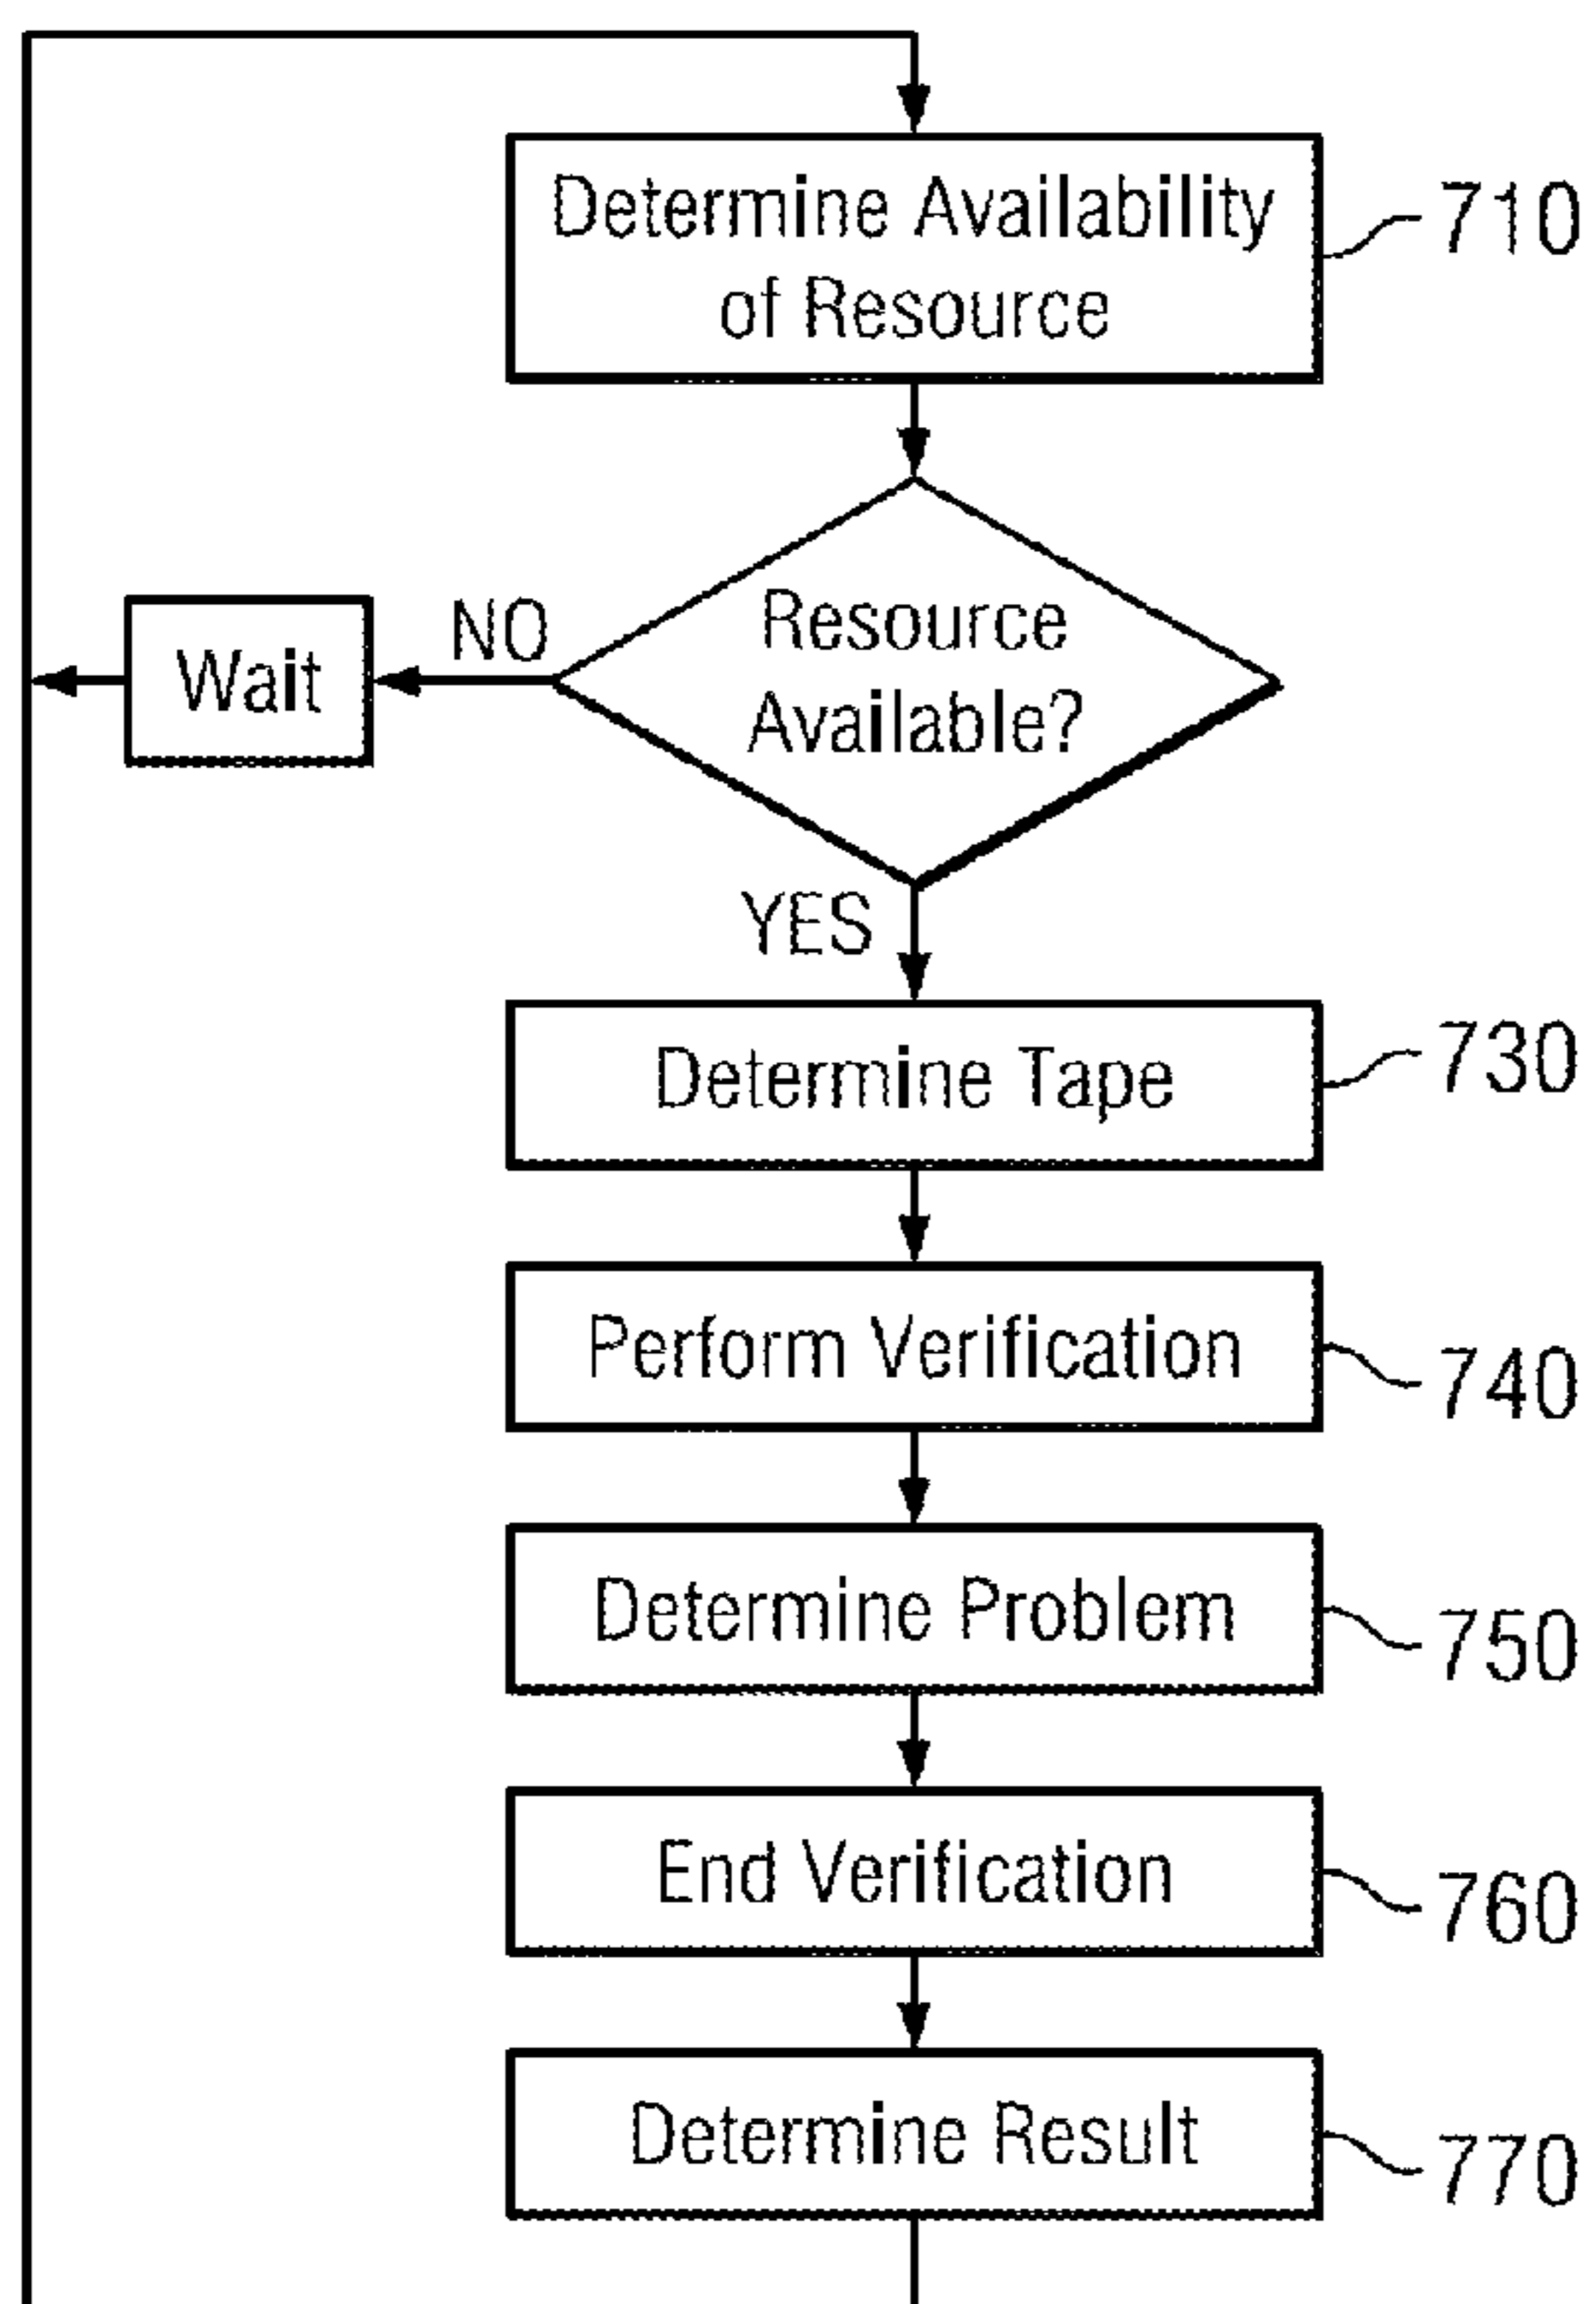 Determine Availability
of Resource
710
Resource
Available?
NO
Wait
YES
Determine Tape
730
Perform Verification
740
Determine Problem
750
End Verification
760
Determine Result
770